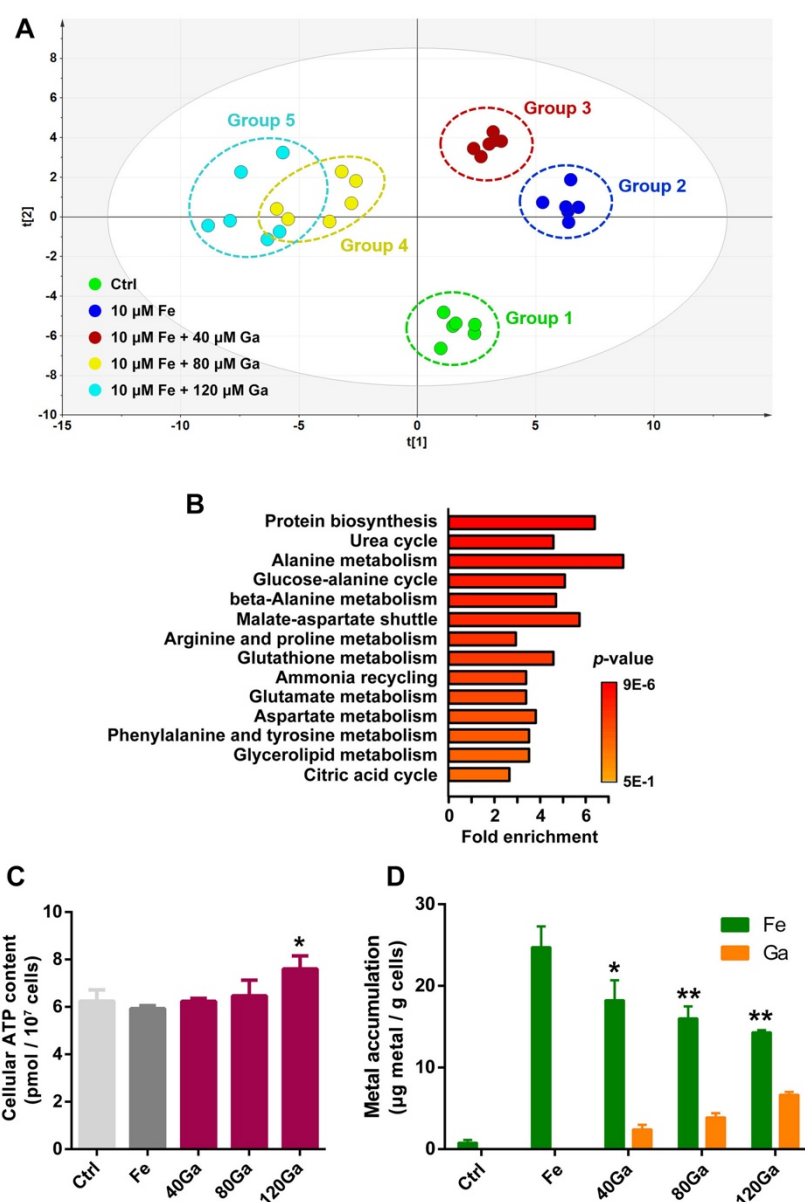 A
8
6
4
2
0
-2
-4
-6
-8
-10
t[2]
Group 5
Group 4
Group 3
Group 2
Group 1
Ctrl
10 µM Fe
10 µM Fe + 40 µM Ga
10 µM Fe + 80 µM Ga
10 µM Fe + 120 µM Ga
-15 -10 -5 0 5 10
t[1]
B
Protein biosynthesis
Urea cycle
Alanine metabolism
Glucose-alanine cycle
beta-Alanine metabolism
Malate-aspartate shuttle
Arginine and proline metabolism
Glutathione metabolism
Ammonia recycling
Glutamate metabolism
Aspartate metabolism
Phenylalanine and tyrosine metabolism
Glycerolipid metabolism
Citric acid cycle
0 2 4 6
Fold enrichment
p-value
9E-6
5E-1
C
Cellular ATP content
(pmol / 10⁷ cells)
10
8
6
4
2
0
*
Ctrl Fe 40Ga 80Ga 120Ga
D
Metal accumulation
(µg metal / g cells)
30
20
10
0
Fe
Ga
* ** **
Ctrl Fe 40Ga 80Ga 120Ga